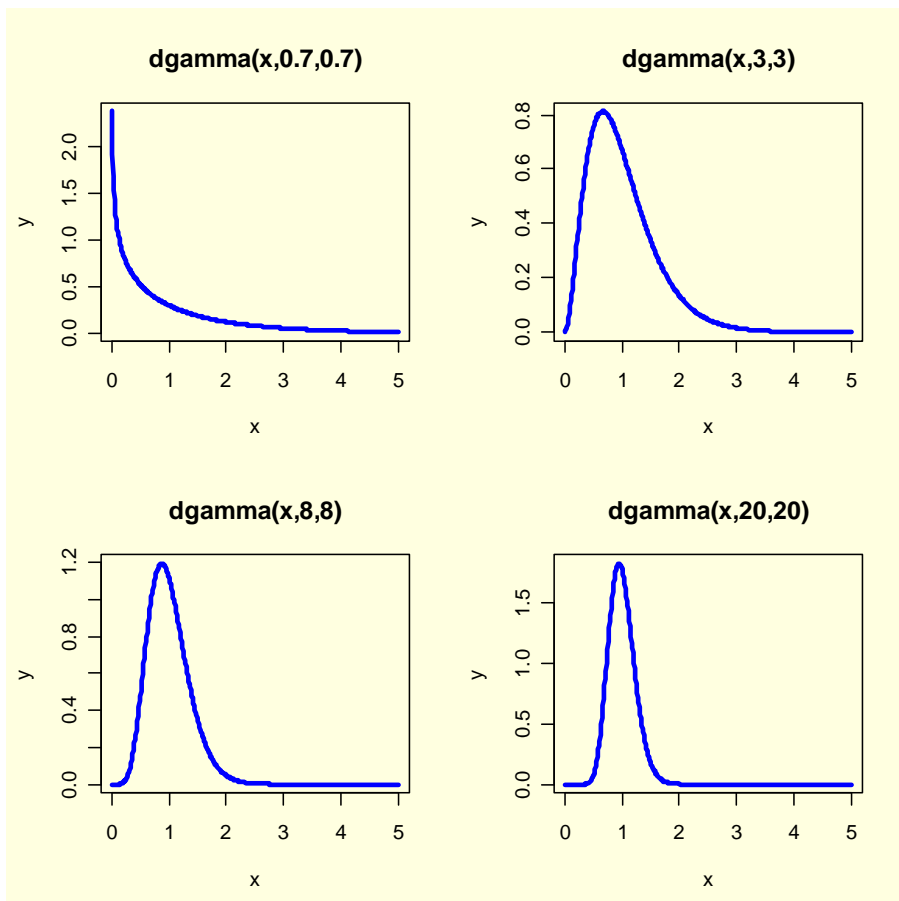 dgamma(x,0.7,0.7)
y
0.0 0.5 1.0 1.5 2.0
0 1 2 3 4 5
x
dgamma(x,3,3)
y
0.0 0.2 0.4 0.6 0.8
0 1 2 3 4 5
x
dgamma(x,8,8)
y
0.0 0.4 0.8 1.2
0 1 2 3 4 5
x
dgamma(x,20,20)
y
0.0 0.5 1.0 1.5
0 1 2 3 4 5
x